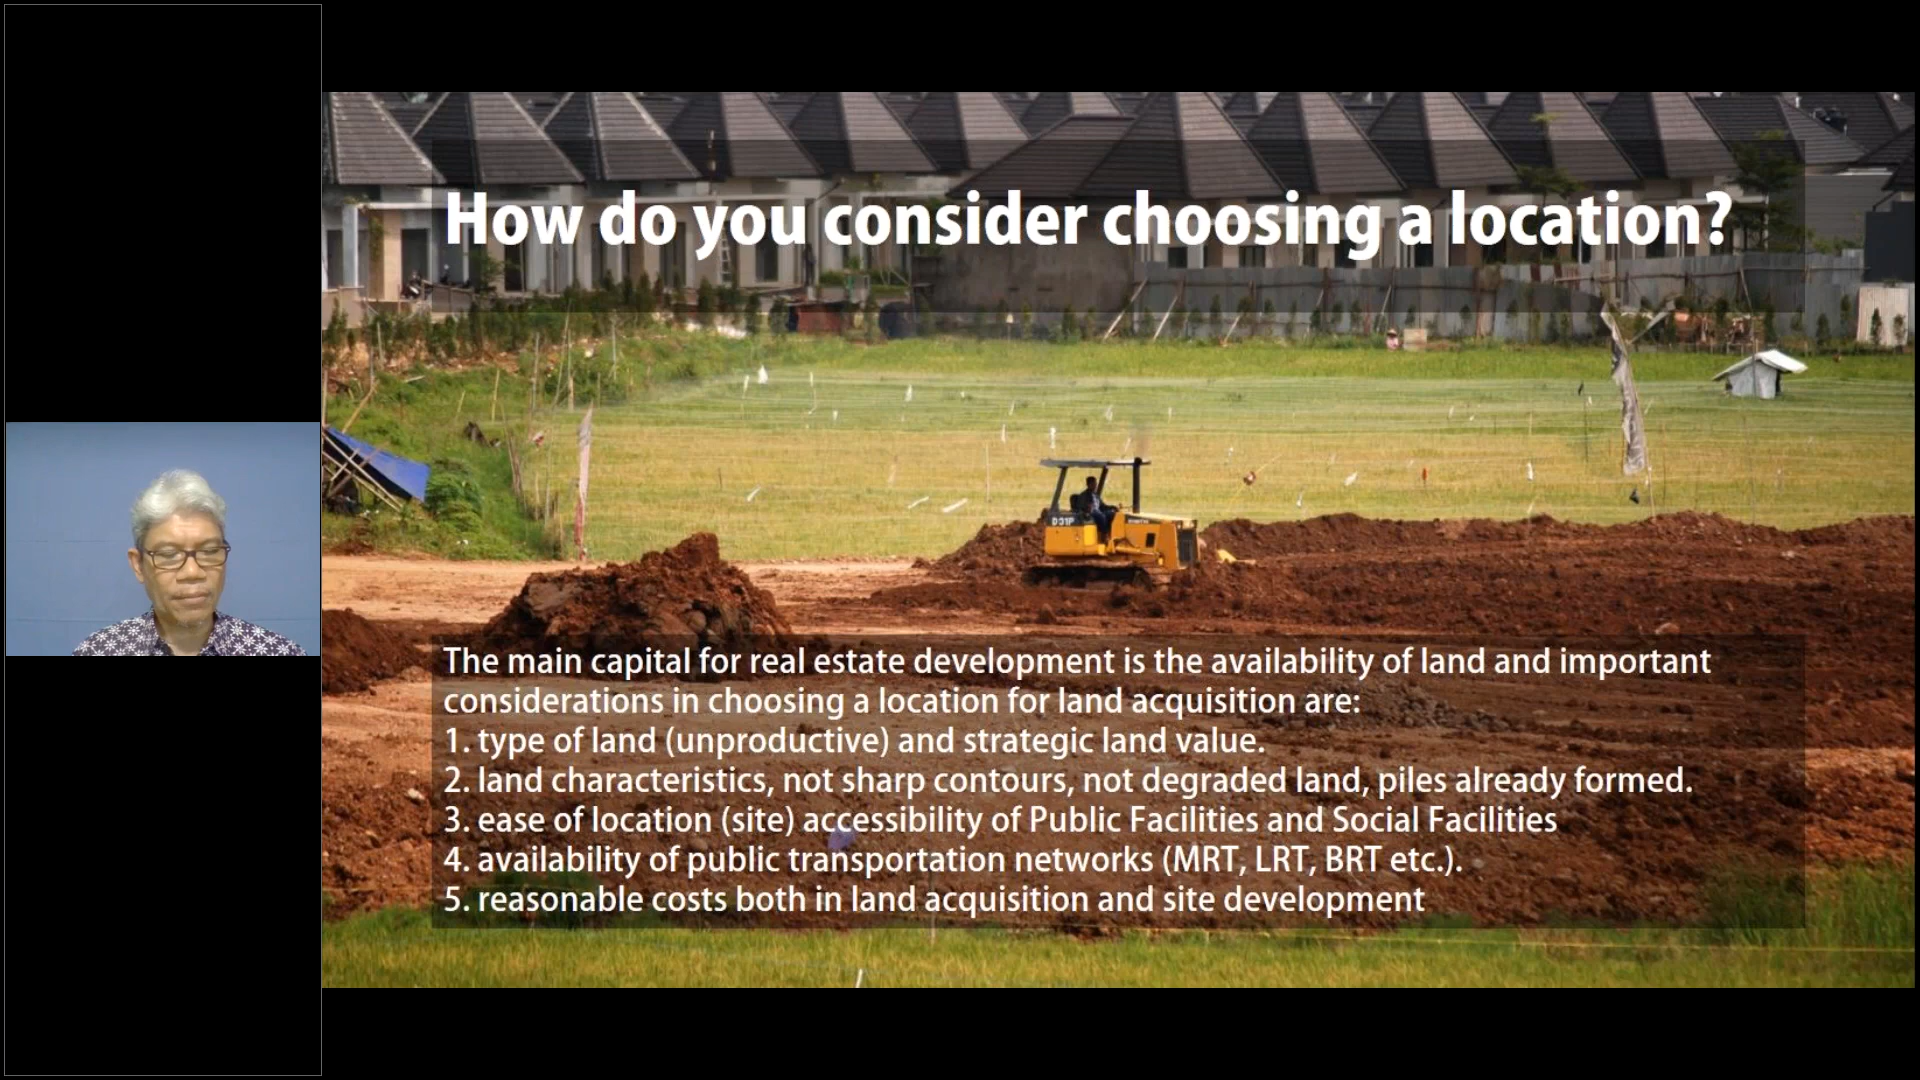 How do you consider choosing a location?
D31P
The main capital for real estate development is the availability of land and important
considerations in choosing a location for land acquisition are:
1. type of land (unproductive) and strategic land value.
2. land characteristics, not sharp contours, not degraded land, piles already formed.
3. ease of location (site) accessibility of Public Facilities and Social Facilities
4. availability of public transportation networks (MRT, LRT, BRT etc.).
5. reasonable costs both in land acquisition and site development